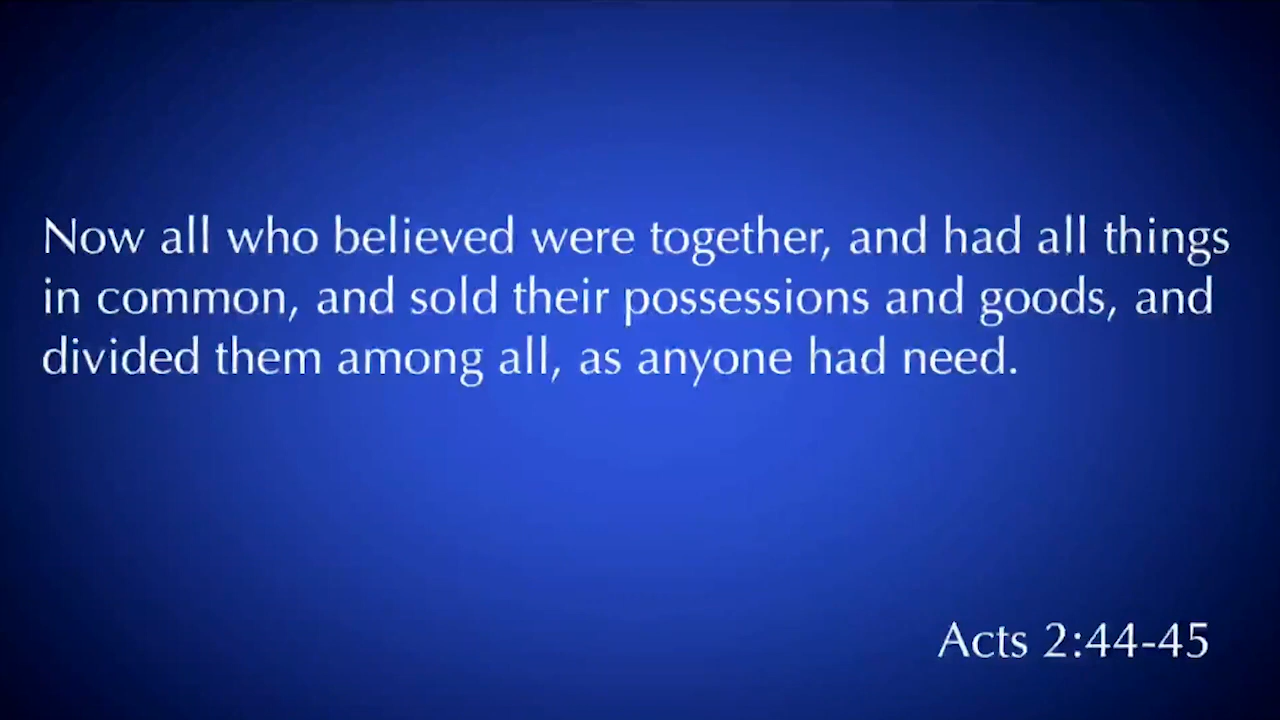 Now all who believed were together, and had all things
in common, and sold their possessions and goods, and
divided them among all, as anyone had need.
Acts 2:44-45